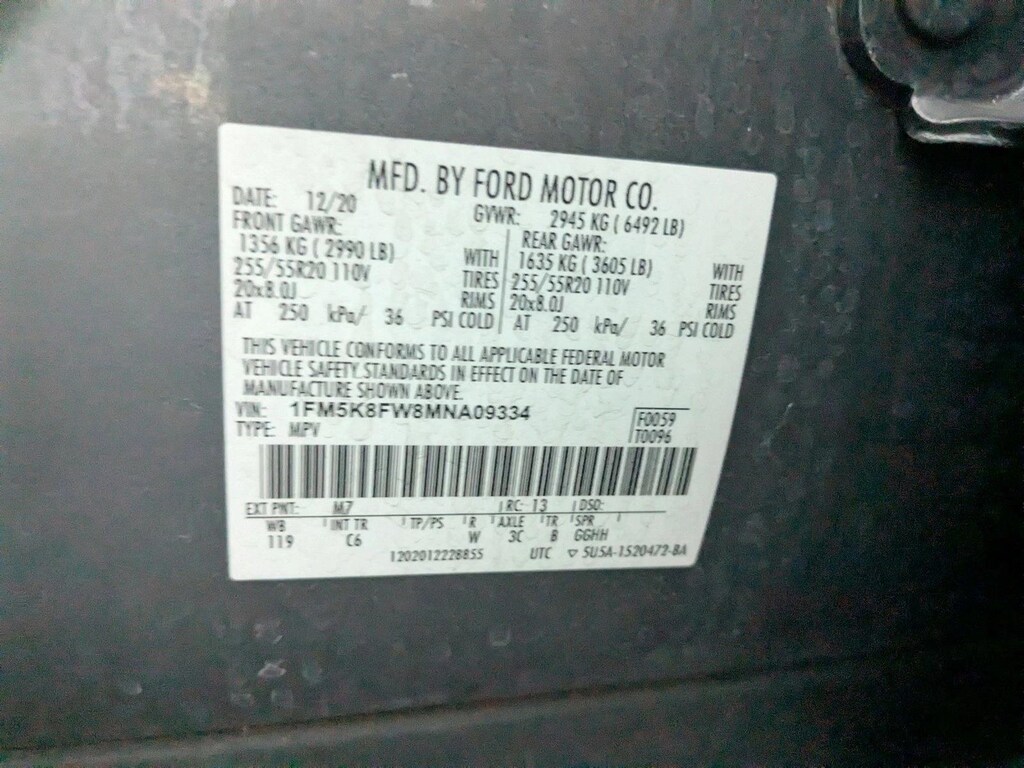 MFD. BY FORD MOTOR CO.
DATE: 12/20 GVWR: 2945 KG ( 6492 LB)
FRONT GAWR: REAR GAWR:
1356 KG ( 2990 LB) WITH 1635 KG ( 3605 LB) WITH
255/55R20 110V TIRES 255/55R20 110V TIRES
20x8.0J RIMS 20x8.0J RIMS
AT 250 kPa/ 36 PSI COLD AT 250 kPa/ 36 PSI COLD
THIS VEHICLE CONFORMS TO ALL APPLICABLE FEDERAL MOTOR
VEHICLE SAFETY STANDARDS IN EFFECT ON THE DATE OF
MANUFACTURE SHOWN ABOVE.
VIN: 1FM5K8FW8MNA09334 F0059
TYPE: MPV T0096
EXT PNT: M7 RC: 13 DSO:
WB INT TR TP/PS R AXLE TR SPR
119 C6 W 3C B GGHH
1202012228855 UTC ▽ 5U5A-1520472-BA